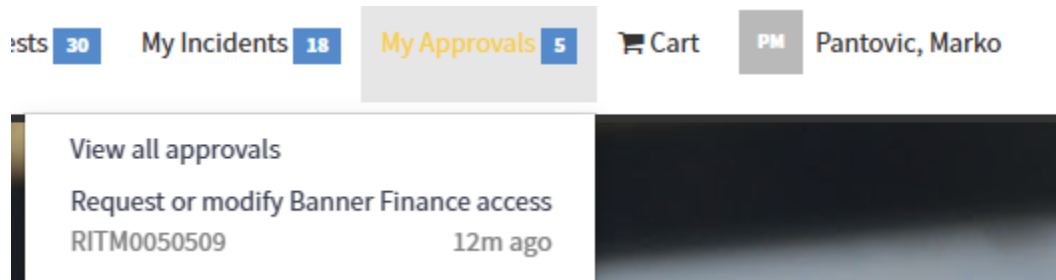 30 My Incidents 18 My Approvals 5 Cart PM Pantovic, Marko
View all approvals
Request or modify Banner Finance access
RITM0050509 12m ago